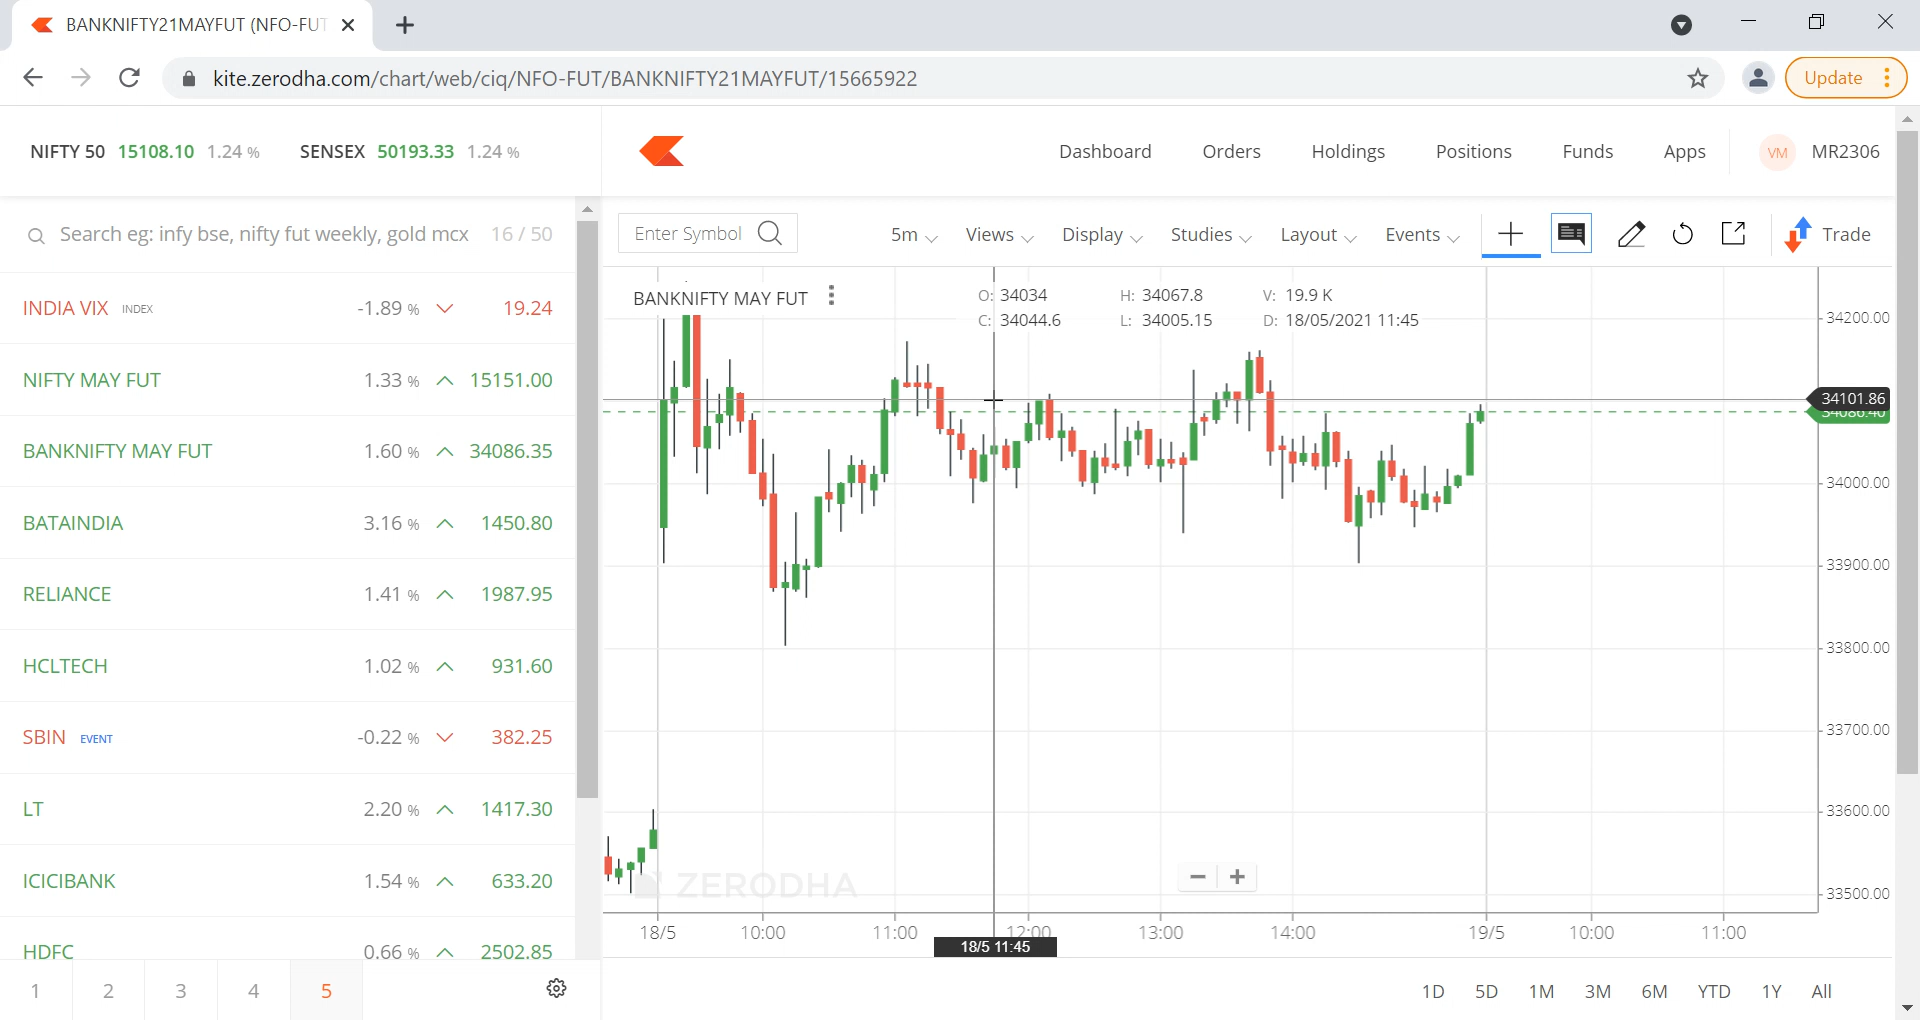 BANKNIFTY21MAYFUT (NFO-FUT
kite.zerodha.com/chart/web/ciq/NFO-FUT/BANKNIFTY21MAYFUT/15665922
Update
NIFTY 50 15108.10 1.24 % SENSEX 50193.33 1.24 %
Dashboard Orders Holdings Positions Funds Apps VM MR2306
Search eg: infy bse, nifty fut weekly, gold mcx 16 / 50
Enter Symbol 5m Views Display Studies Layout Events Trade
INDIA VIX INDEX -1.89 % 19.24
NIFTY MAY FUT 1.33 % 15151.00
BANKNIFTY MAY FUT 1.60 % 34086.35
BATAINDIA 3.16 % 1450.80
RELIANCE 1.41 % 1987.95
HCLTECH 1.02 % 931.60
SBIN EVENT -0.22 % 382.25
LT 2.20 % 1417.30
ICICIBANK 1.54 % 633.20
HDFC 0.66 % 2502.85
1 2 3 4 5
BANKNIFTY MAY FUT
O: 34034 H: 34067.8 V: 19.9 K
C: 34044.6 L: 34005.15 D: 18/05/2021 11:45
34200.00
34101.86
34086.40
34000.00
33900.00
33800.00
33700.00
33600.00
33500.00
ZERODHA
18/5 10:00 11:00 12:00 13:00 14:00 19/5 10:00 11:00
18/5 11:45
1D 5D 1M 3M 6M YTD 1Y All